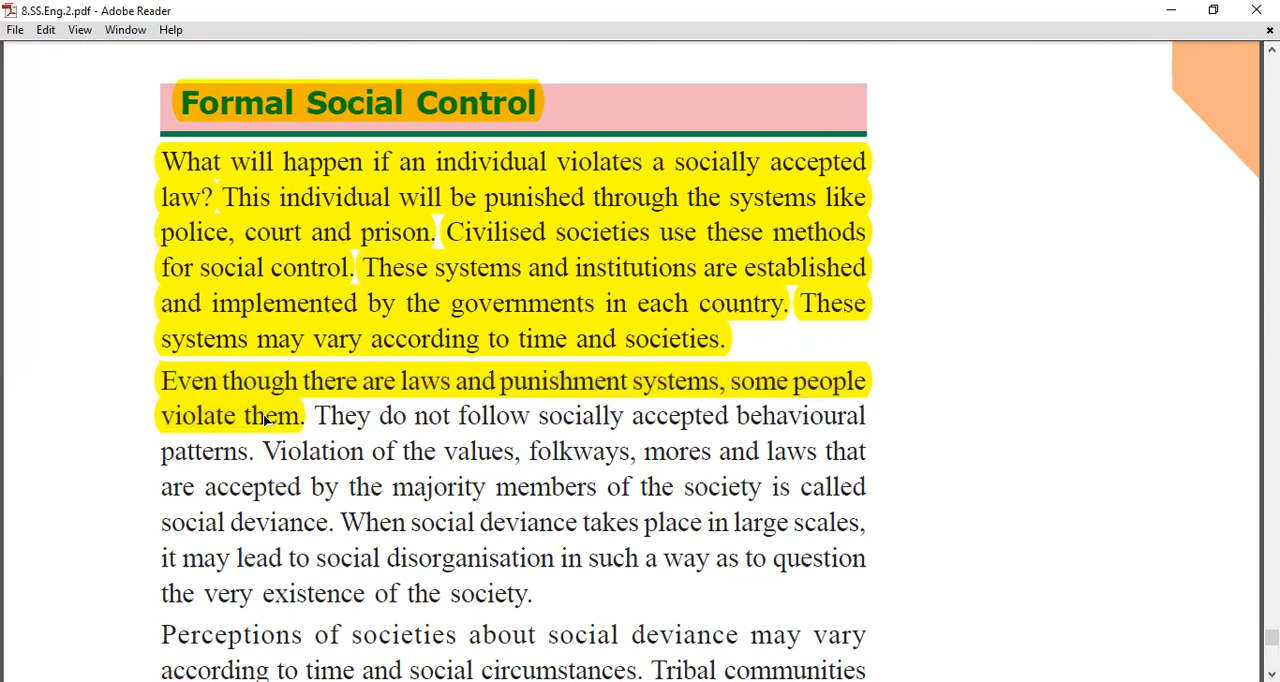 8.SS.Eng.2.pdf - Adobe Reader
File Edit View Window Help
Formal Social Control
What will happen if an individual violates a socially accepted
law? This individual will be punished through the systems like
police, court and prison. Civilised societies use these methods
for social control. These systems and institutions are established
and implemented by the governments in each country. These
systems may vary according to time and societies.
Even though there are laws and punishment systems, some people
violate them. They do not follow socially accepted behavioural
patterns. Violation of the values, folkways, mores and laws that
are accepted by the majority members of the society is called
social deviance. When social deviance takes place in large scales,
it may lead to social disorganisation in such a way as to question
the very existence of the society.
Perceptions of societies about social deviance may vary
according to time and social circumstances. Tribal communities